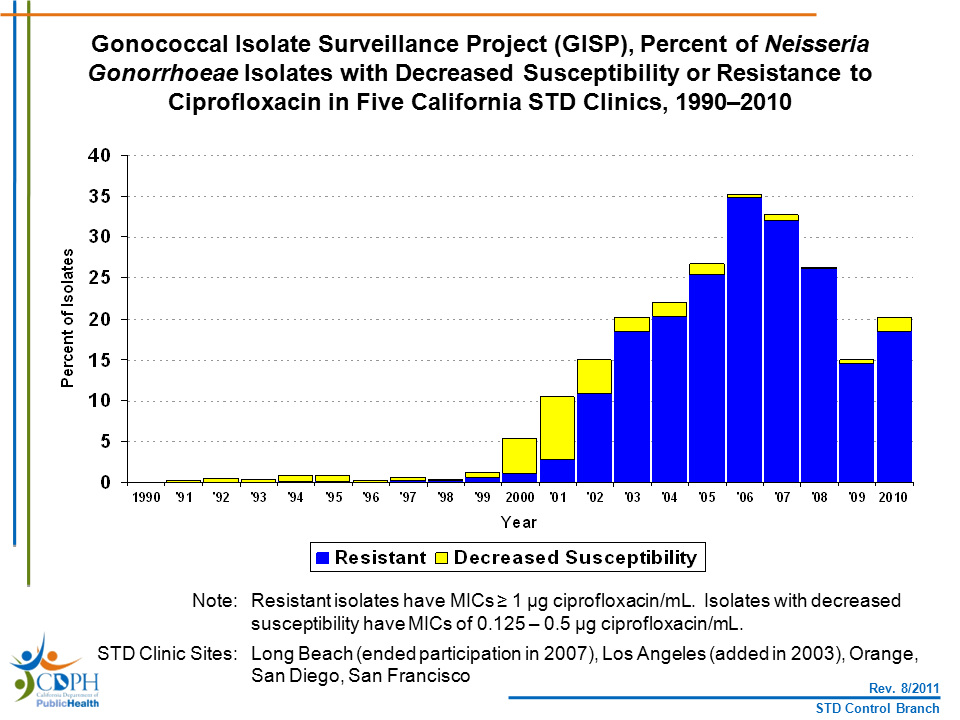 Gonococcal Isolate Surveillance Project (GISP), Percent of Neisseria
Gonorrhoeae Isolates with Decreased Susceptibility or Resistance to
Ciprofloxacin in Five California STD Clinics, 1990–2010
40
35
30
25
20
15
10
5
0
Percent of Isolates
1990 '91 '92 '93 '94 '95 '96 '97 '98 '99 2000 '01 '02 '03 '04 '05 '06 '07 '08 '09 2010
Year
Resistant Decreased Susceptibility
Note: Resistant isolates have MICs ≥ 1 µg ciprofloxacin/mL. Isolates with decreased
susceptibility have MICs of 0.125 – 0.5 µg ciprofloxacin/mL.
STD Clinic Sites: Long Beach (ended participation in 2007), Los Angeles (added in 2003), Orange,
San Diego, San Francisco
CDPH
California Department of
PublicHealth
Rev. 8/2011
STD Control Branch